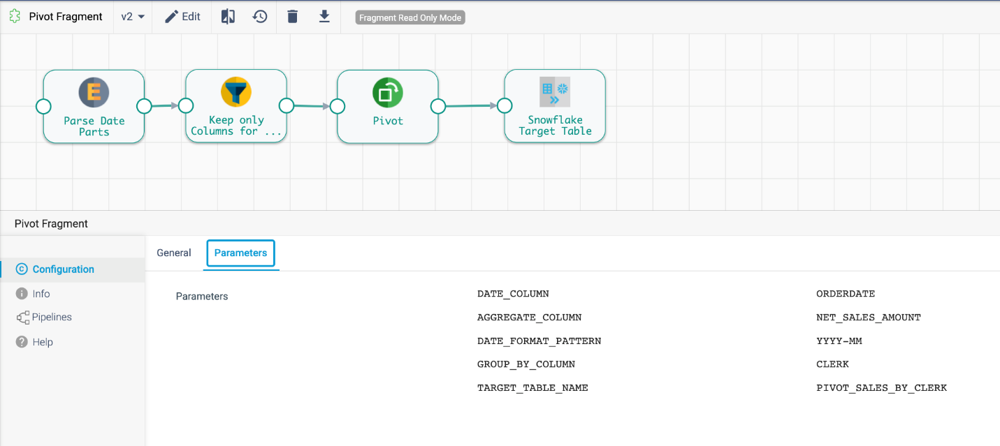 Pivot Fragment v2 Edit Fragment Read Only Mode
E
Parse Date
Parts
Keep only
Columns for ...
Pivot
Snowflake
Target Table
Pivot Fragment
General Parameters
Configuration
Info
Pipelines
Help
Parameters
DATE_COLUMN ORDERDATE
AGGREGATE_COLUMN NET_SALES_AMOUNT
DATE_FORMAT_PATTERN YYYY-MM
GROUP_BY_COLUMN CLERK
TARGET_TABLE_NAME PIVOT_SALES_BY_CLERK